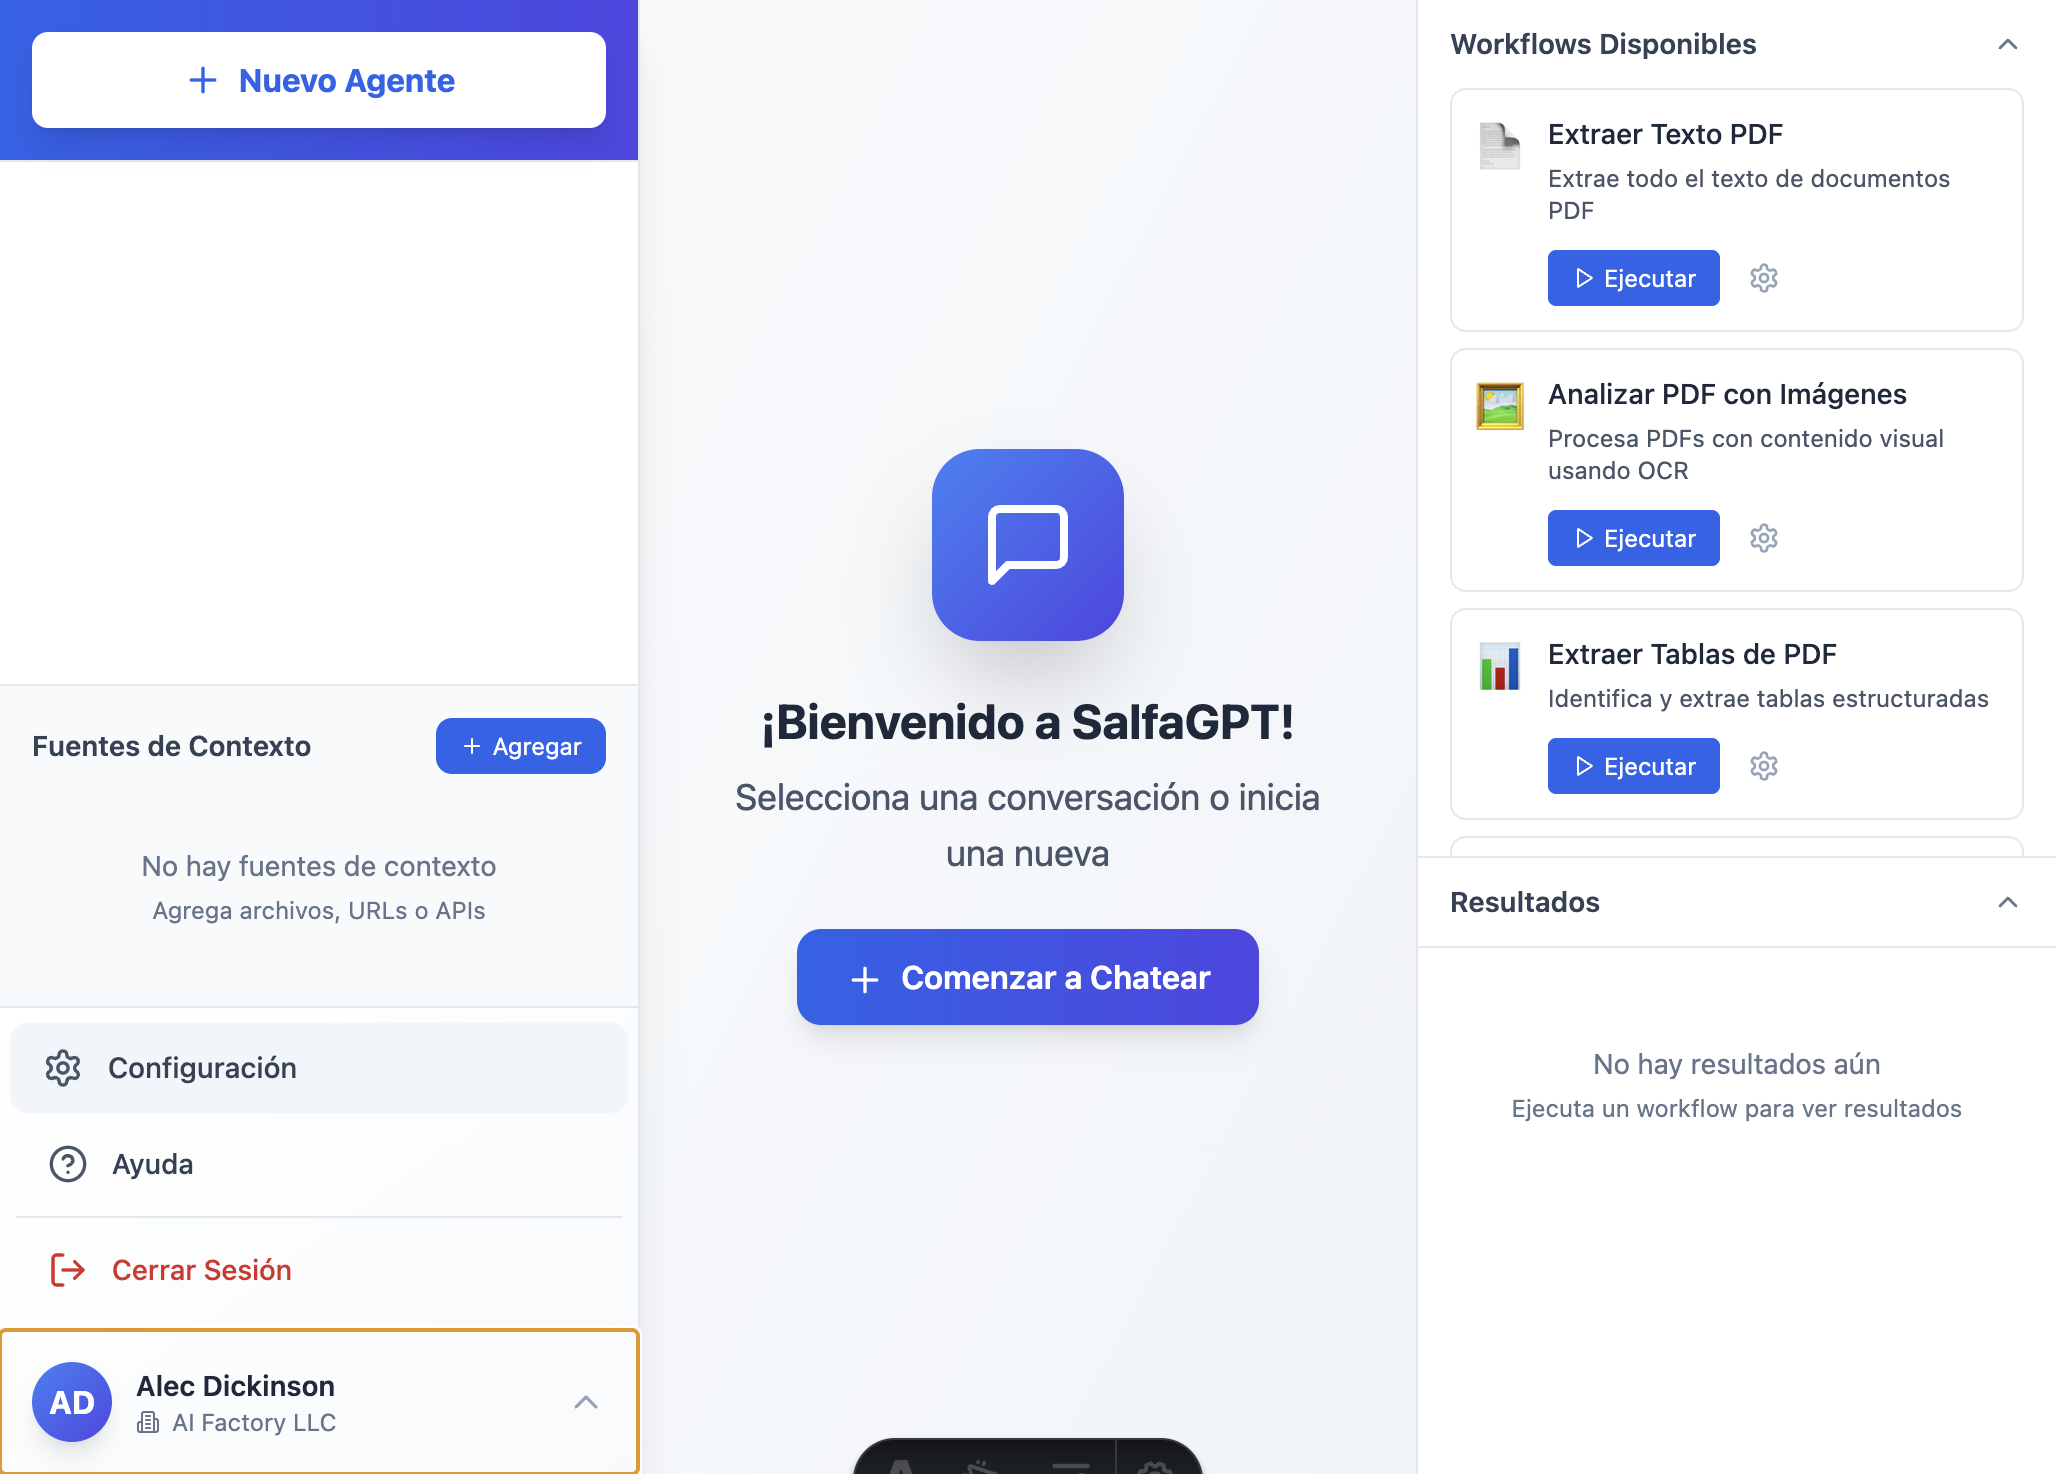 Nuevo Agente
Fuentes de Contexto
Agregar
No hay fuentes de contexto
Agrega archivos, URLs o APIs
Configuración
Ayuda
Cerrar Sesión
AD
Alec Dickinson
AI Factory LLC
¡Bienvenido a SalfaGPT!
Selecciona una conversación o inicia
una nueva
Comenzar a Chatear
Workflows Disponibles
Extraer Texto PDF
Extrae todo el texto de documentos
PDF
Ejecutar
Analizar PDF con Imágenes
Procesa PDFs con contenido visual
usando OCR
Ejecutar
Extraer Tablas de PDF
Identifica y extrae tablas estructuradas
Ejecutar
Resultados
No hay resultados aún
Ejecuta un workflow para ver resultados